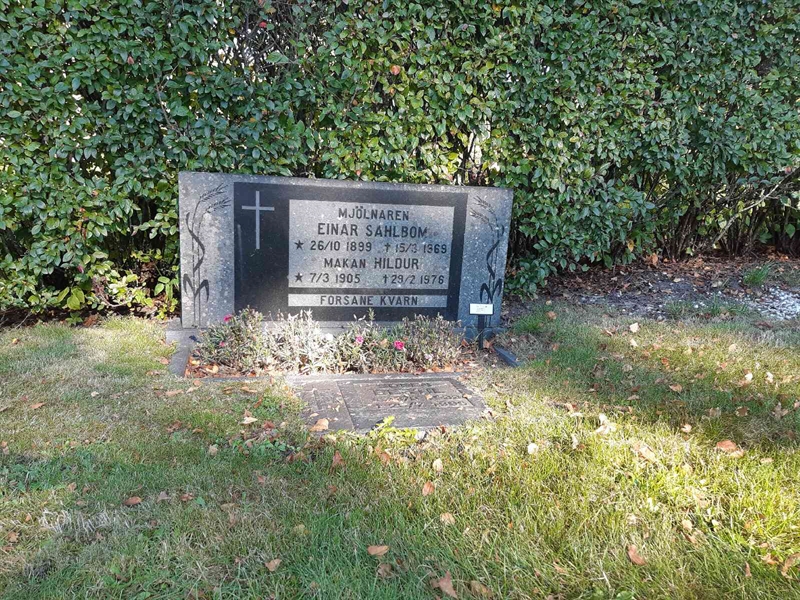 MJÖLNAREN
EINAR SAHLBOM
★ 26/10 1899 ✝ 15/3 1969
MAKAN HILDUR
★ 7/3 1905 ✝ 29/2 1976
FORSANE KVARN